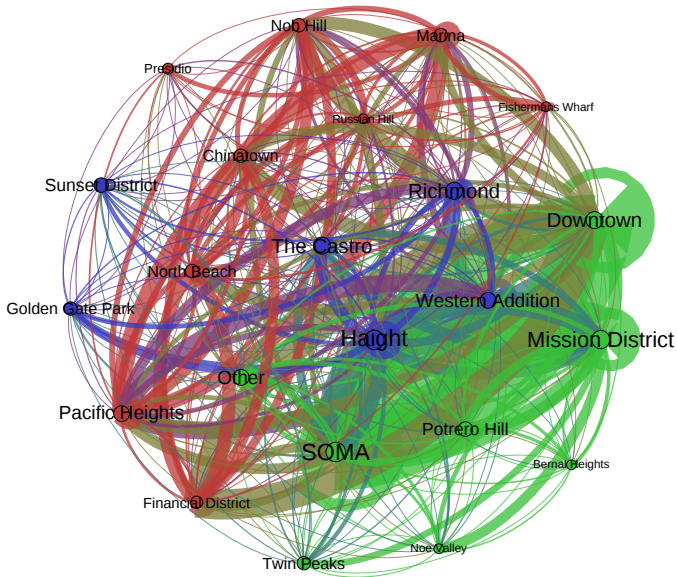 Nob Hill
Marina
Presidio
Fishermans Wharf
Russian Hill
Chinatown
Sunset District
Richmond
Downtown
The Castro
North Beach
Golden Gate Park
Western Addition
Haight
Mission District
Other
Pacific Heights
Potrero Hill
SOMA
Bernal Heights
Financial District
Noe Valley
Twin Peaks